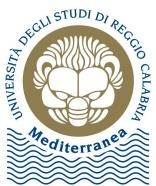 UNIVERSITÀ DEGLI STUDI DI REGGIO CALABRIA
Mediterranea